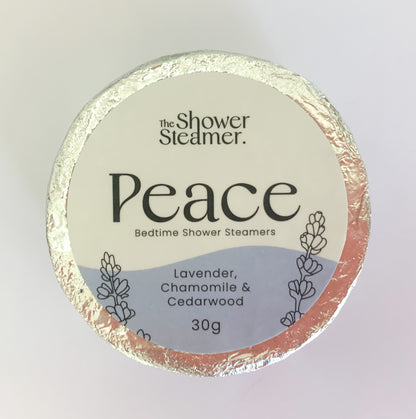 The Shower
Steamer.
Peace
Bedtime Shower Steamers
Lavender,
Chamomile &
Cedarwood
30g